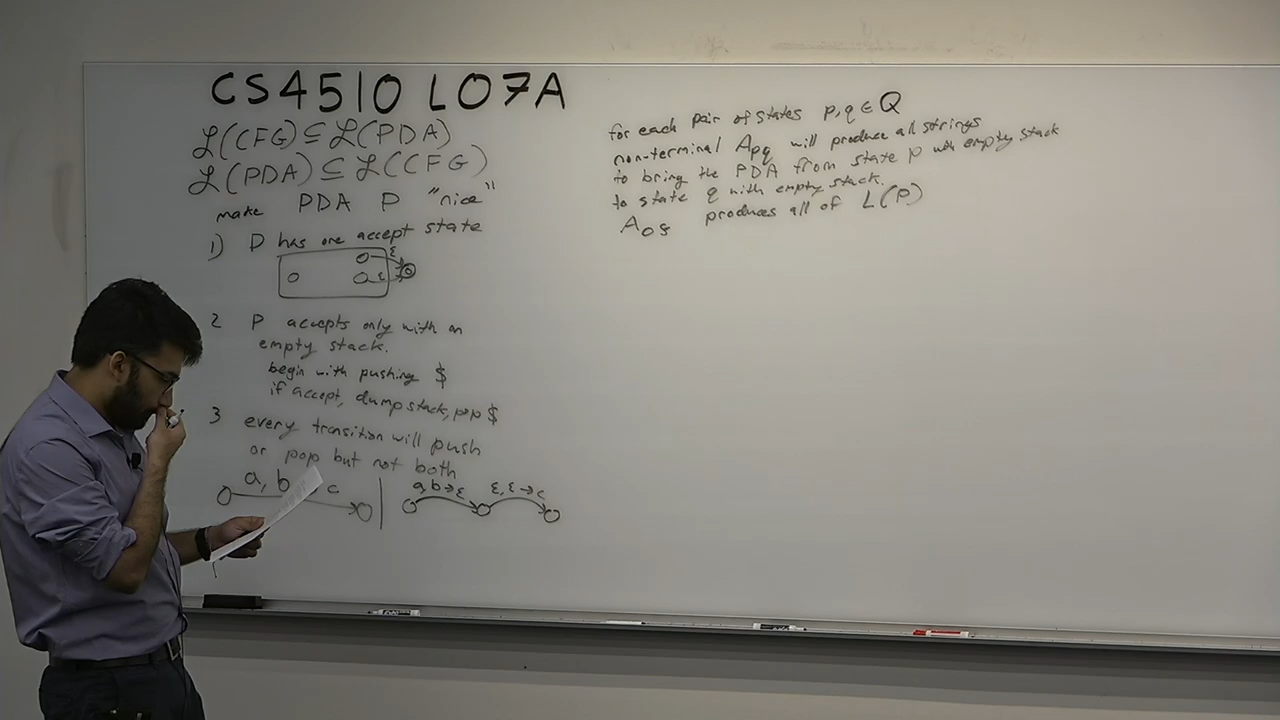 CS4510 L07A
ℒ(CFG) ⊆ ℒ(PDA)
ℒ(PDA) ⊆ ℒ(CFG)
make PDA P "nice"
1) P has one accept state
ε
ε
2 P accepts only with an
empty stack.
begin with pushing $
if accept, dump stack, pop $
3 every transition will push
or pop but not both
a, b c
a, b → ε ε, ε → c
for each pair of states p,q ∈ Q
non-terminal Apq will produce all strings
to bring the PDA from state p with empty stack
to state q with empty stack.
produces all of L(P)